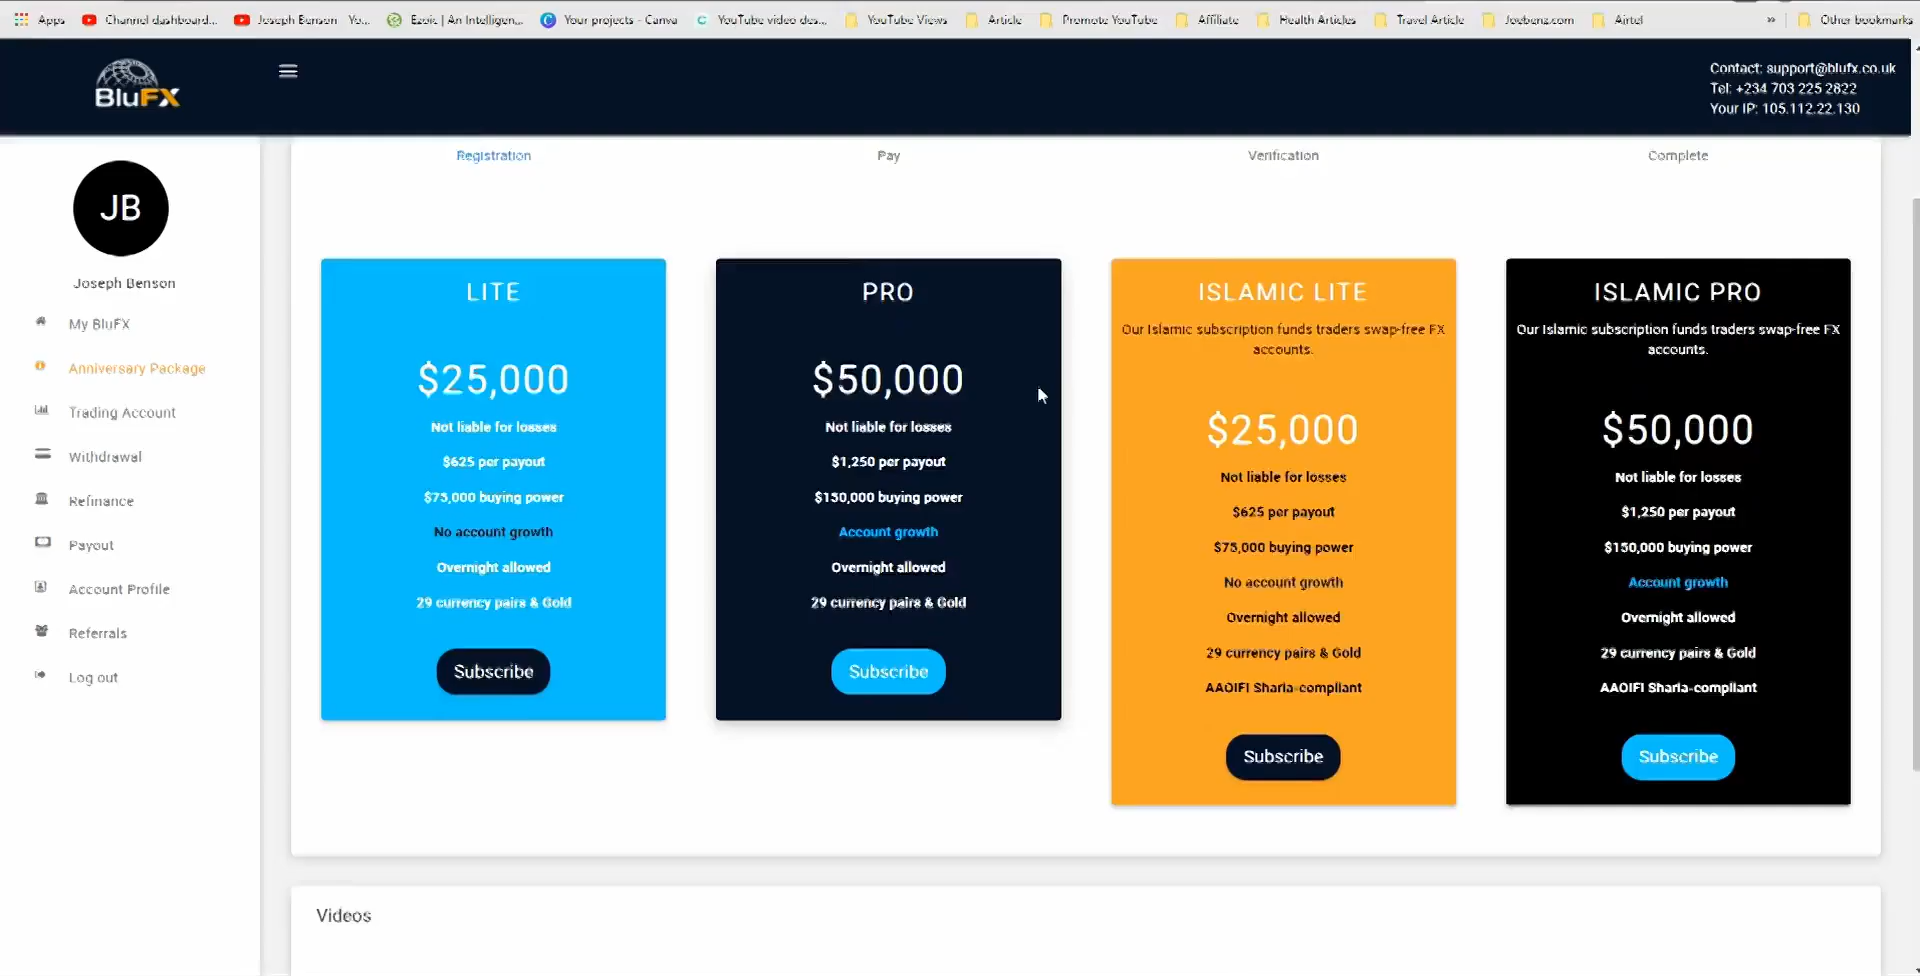 Apps
Channel dashboard...
Joseph Benson Yo...
Ezoic | An Intelligen...
Your projects - Canva
YouTube video des...
YouTube Views
Article
Promote YouTube
Affiliate
Health Articles
Travel Article
Joebenz.com
Airtel
»
Other bookmarks
BluFX
Contact: support@blufx.co.uk
Tel: +234 703 225 2822
Your IP: 105.112.22.130
Registration
Pay
Verification
Complete
JB
Joseph Benson
My BluFX
Anniversary Package
Trading Account
Withdrawal
Refinance
Payout
Account Profile
Referrals
Log out
LITE
$25,000
Not liable for losses
$625 per payout
$75,000 buying power
No account growth
Overnight allowed
29 currency pairs & Gold
Subscribe
PRO
$50,000
Not liable for losses
$1,250 per payout
$150,000 buying power
Account growth
Overnight allowed
29 currency pairs & Gold
Subscribe
ISLAMIC LITE
Our Islamic subscription funds traders swap-free FX
accounts.
$25,000
Not liable for losses
$625 per payout
$75,000 buying power
No account growth
Overnight allowed
29 currency pairs & Gold
AAOIFI Sharia-compliant
Subscribe
ISLAMIC PRO
Our Islamic subscription funds traders swap-free FX
accounts.
$50,000
Not liable for losses
$1,250 per payout
$150,000 buying power
Account growth
Overnight allowed
29 currency pairs & Gold
AAOIFI Sharia-compliant
Subscribe
Videos